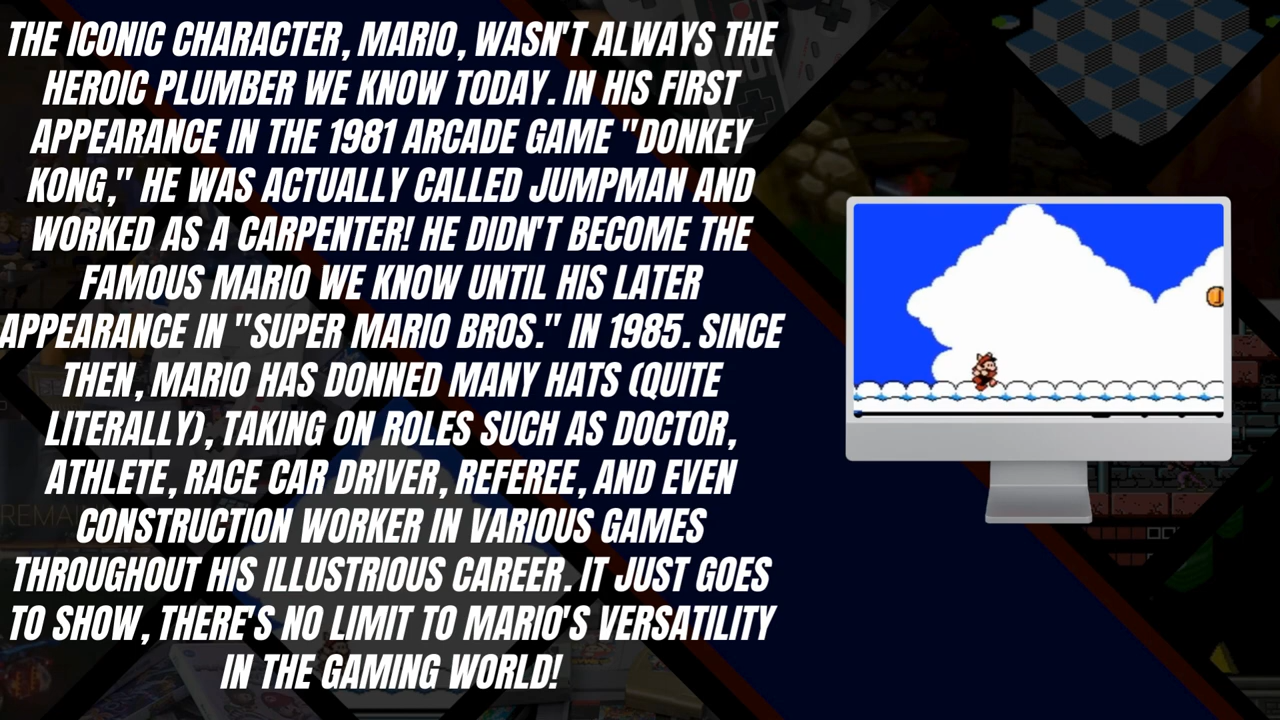 THE ICONIC CHARACTER, MARIO, WASN'T ALWAYS THE
HEROIC PLUMBER WE KNOW TODAY. IN HIS FIRST
APPEARANCE IN THE 1981 ARCADE GAME "DONKEY
KONG," HE WAS ACTUALLY CALLED JUMPMAN AND
WORKED AS A CARPENTER! HE DIDN'T BECOME THE
FAMOUS MARIO WE KNOW UNTIL HIS LATER
APPEARANCE IN "SUPER MARIO BROS." IN 1985. SINCE
THEN, MARIO HAS DONNED MANY HATS (QUITE
LITERALLY), TAKING ON ROLES SUCH AS DOCTOR,
ATHLETE, RACE CAR DRIVER, REFEREE, AND EVEN
CONSTRUCTION WORKER IN VARIOUS GAMES
THROUGHOUT HIS ILLUSTRIOUS CAREER. IT JUST GOES
TO SHOW, THERE'S NO LIMIT TO MARIO'S VERSATILITY
IN THE GAMING WORLD!